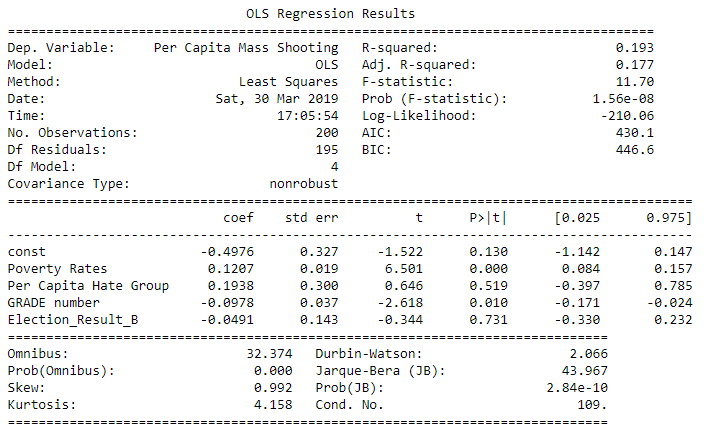 OLS Regression Results
==============================================================================
Dep. Variable: Per Capita Mass Shooting R-squared: 0.193
Model: OLS Adj. R-squared: 0.177
Method: Least Squares F-statistic: 11.70
Date: Sat, 30 Mar 2019 Prob (F-statistic): 1.56e-08
Time: 17:05:54 Log-Likelihood: -210.06
No. Observations: 200 AIC: 430.1
Df Residuals: 195 BIC: 446.6
Df Model: 4
Covariance Type: nonrobust
==============================================================================
coef std err t P>|t| [0.025 0.975]
------------------------------------------------------------------------------
const -0.4976 0.327 -1.522 0.130 -1.142 0.147
Poverty Rates 0.1207 0.019 6.501 0.000 0.084 0.157
Per Capita Hate Group 0.1938 0.300 0.646 0.519 -0.397 0.785
GRADE number -0.0978 0.037 -2.618 0.010 -0.171 -0.024
Election_Result_B -0.0491 0.143 -0.344 0.731 -0.330 0.232
==============================================================================
Omnibus: 32.374 Durbin-Watson: 2.066
Prob(Omnibus): 0.000 Jarque-Bera (JB): 43.967
Skew: 0.992 Prob(JB): 2.84e-10
Kurtosis: 4.158 Cond. No. 109.
==============================================================================